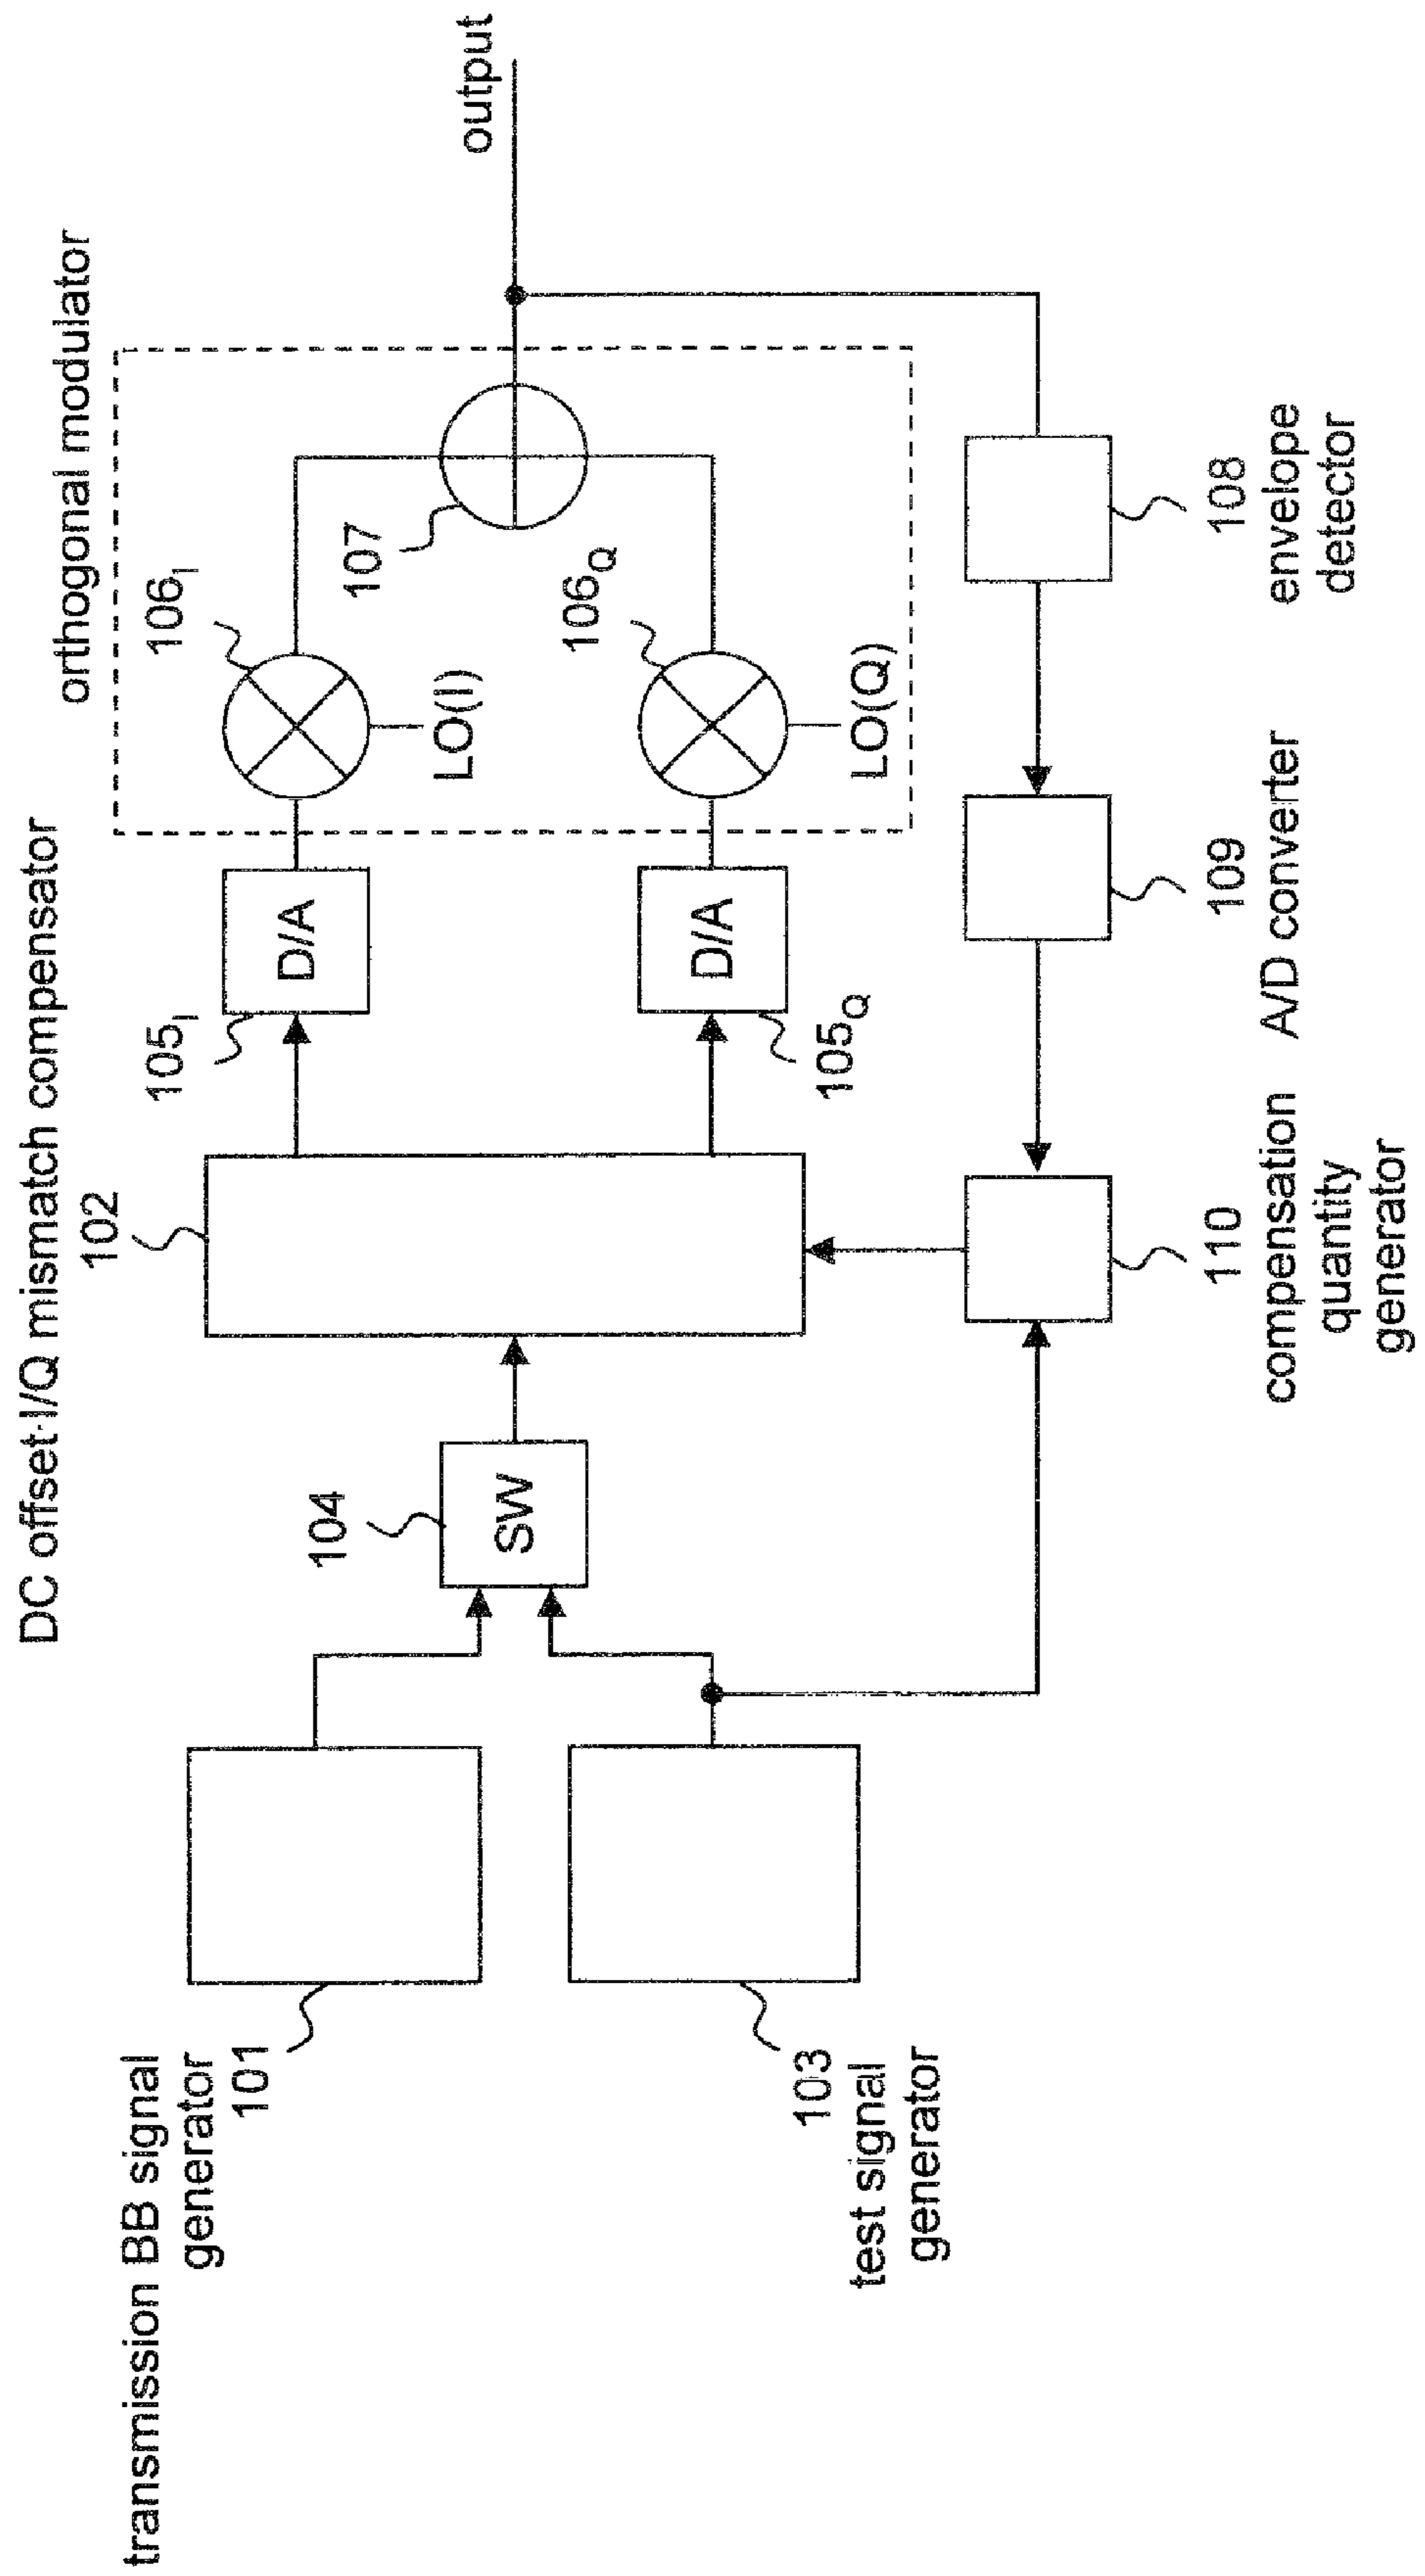 DC offset·I/Q mismatch compensator
orthogonal modulator
102
105I
106I
D/A
LO(I)
107
output
transmission BB signal
generator
101
104
SW
105Q
106Q
D/A
LO(Q)
103
test signal
generator
110
compensation
quantity
generator
109
A/D converter
108
envelope
detector